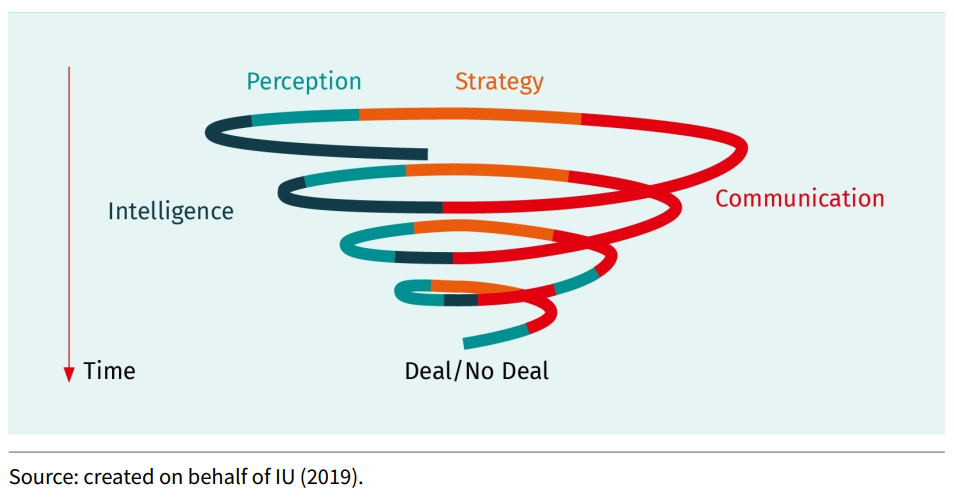 Perception
Strategy
Communication
Intelligence
Time
Deal/No Deal
Source: created on behalf of IU (2019).